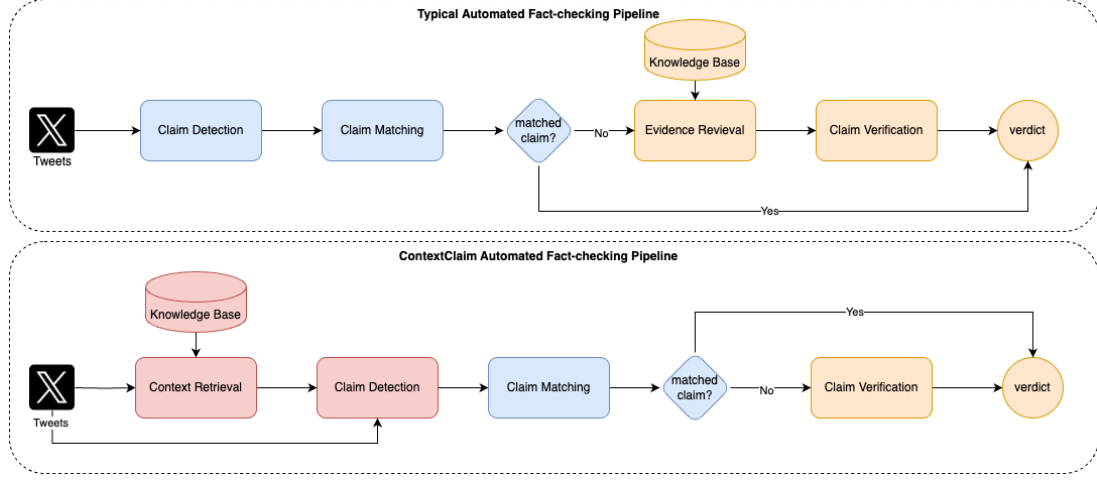 Typical Automated Fact-checking Pipeline
Knowledge Base
Tweets
Claim Detection
Claim Matching
matched
claim?
No
Evidence Revieval
Claim Verification
verdict
Yes
ContextClaim Automated Fact-checking Pipeline
Knowledge Base
Yes
Tweets
Context Retrieval
Claim Detection
Claim Matching
matched
claim?
No
Claim Verification
verdict